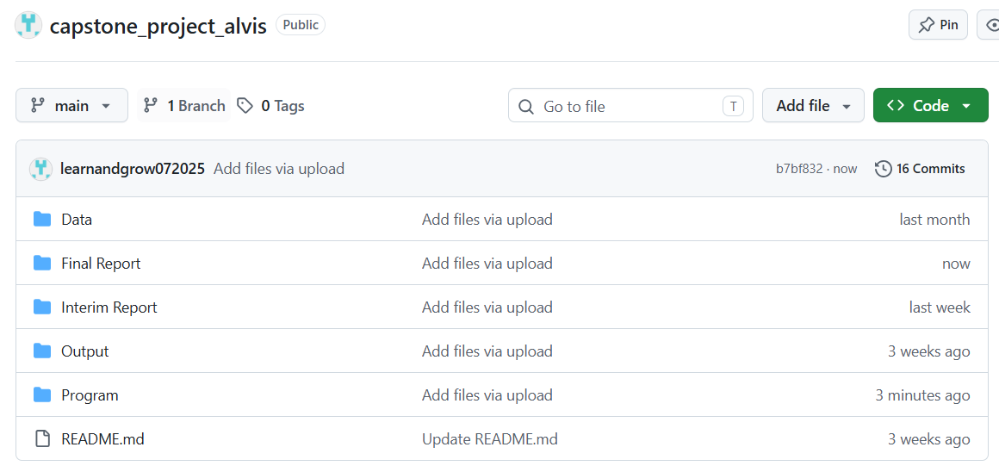 capstone_project_alvis Public Pin
main 1 Branch 0 Tags Go to file T Add file Code
learnandgrow072025 Add files via upload b7bf832 · now 16 Commits
Data Add files via upload last month
Final Report Add files via upload now
Interim Report Add files via upload last week
Output Add files via upload 3 weeks ago
Program Add files via upload 3 minutes ago
README.md Update README.md 3 weeks ago